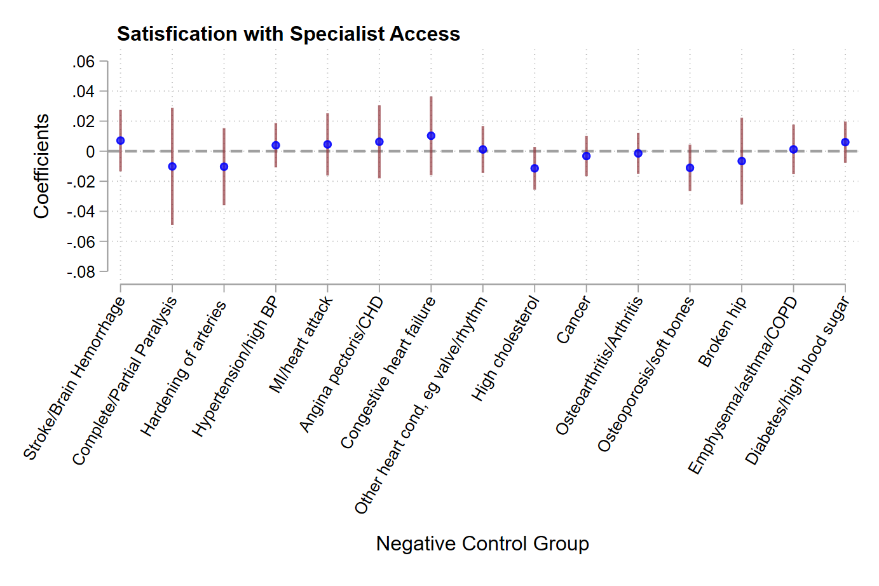 Satisfication with Specialist Access
Coefficients
.06
.04
.02
0
-.02
-.04
-.06
-.08
Stroke/Brain Hemorrhage
Complete/Partial Paralysis
Hardening of arteries
Hypertension/high BP
MI/heart attack
Angina pectoris/CHD
Congestive heart failure
Other heart cond, eg valve/rhythm
High cholesterol
Cancer
Osteoarthritis/Arthritis
Osteoporosis/soft bones
Broken hip
Emphysema/asthma/COPD
Diabetes/high blood sugar
Negative Control Group